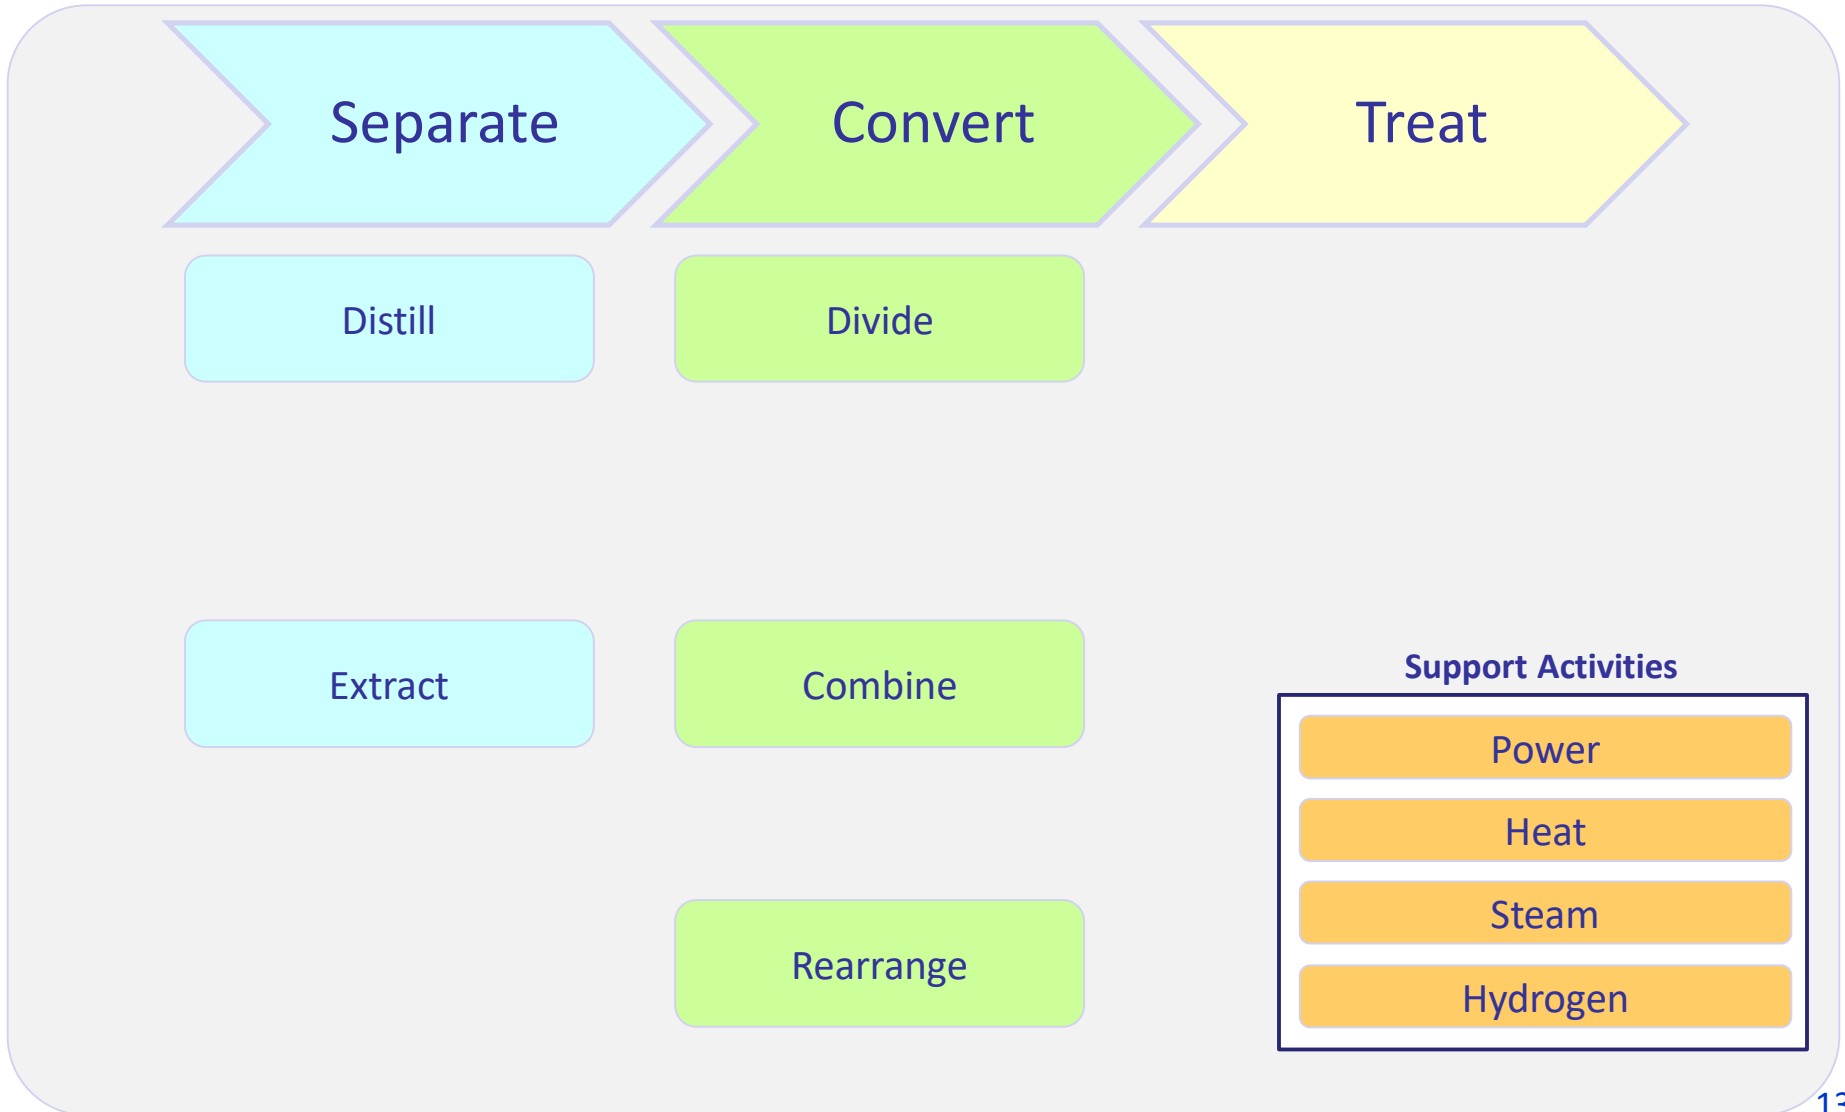 Separate
Convert
Treat
Distill
Divide
Extract
Combine
Rearrange
Support Activities
Power
Heat
Steam
Hydrogen